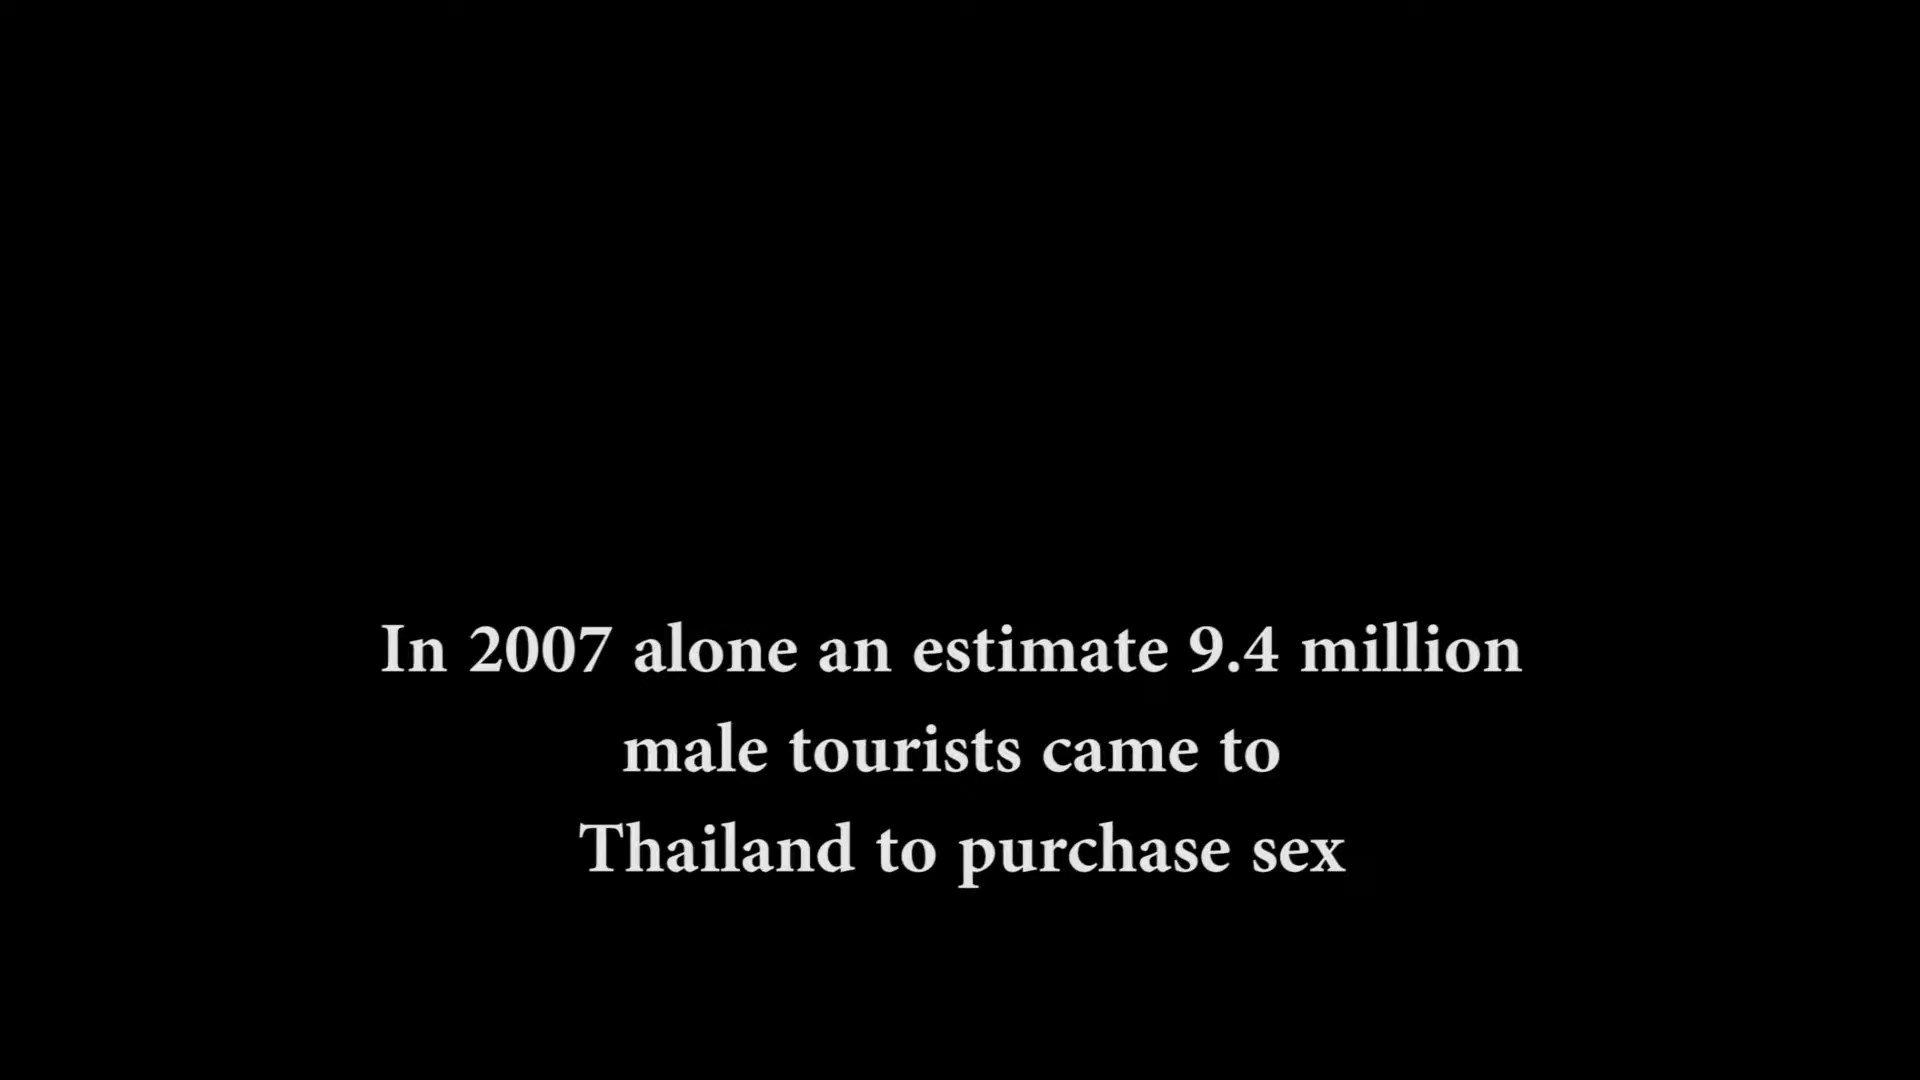 In 2007 alone an estimate 9.4 million
male tourists came to
Thailand to purchase sex